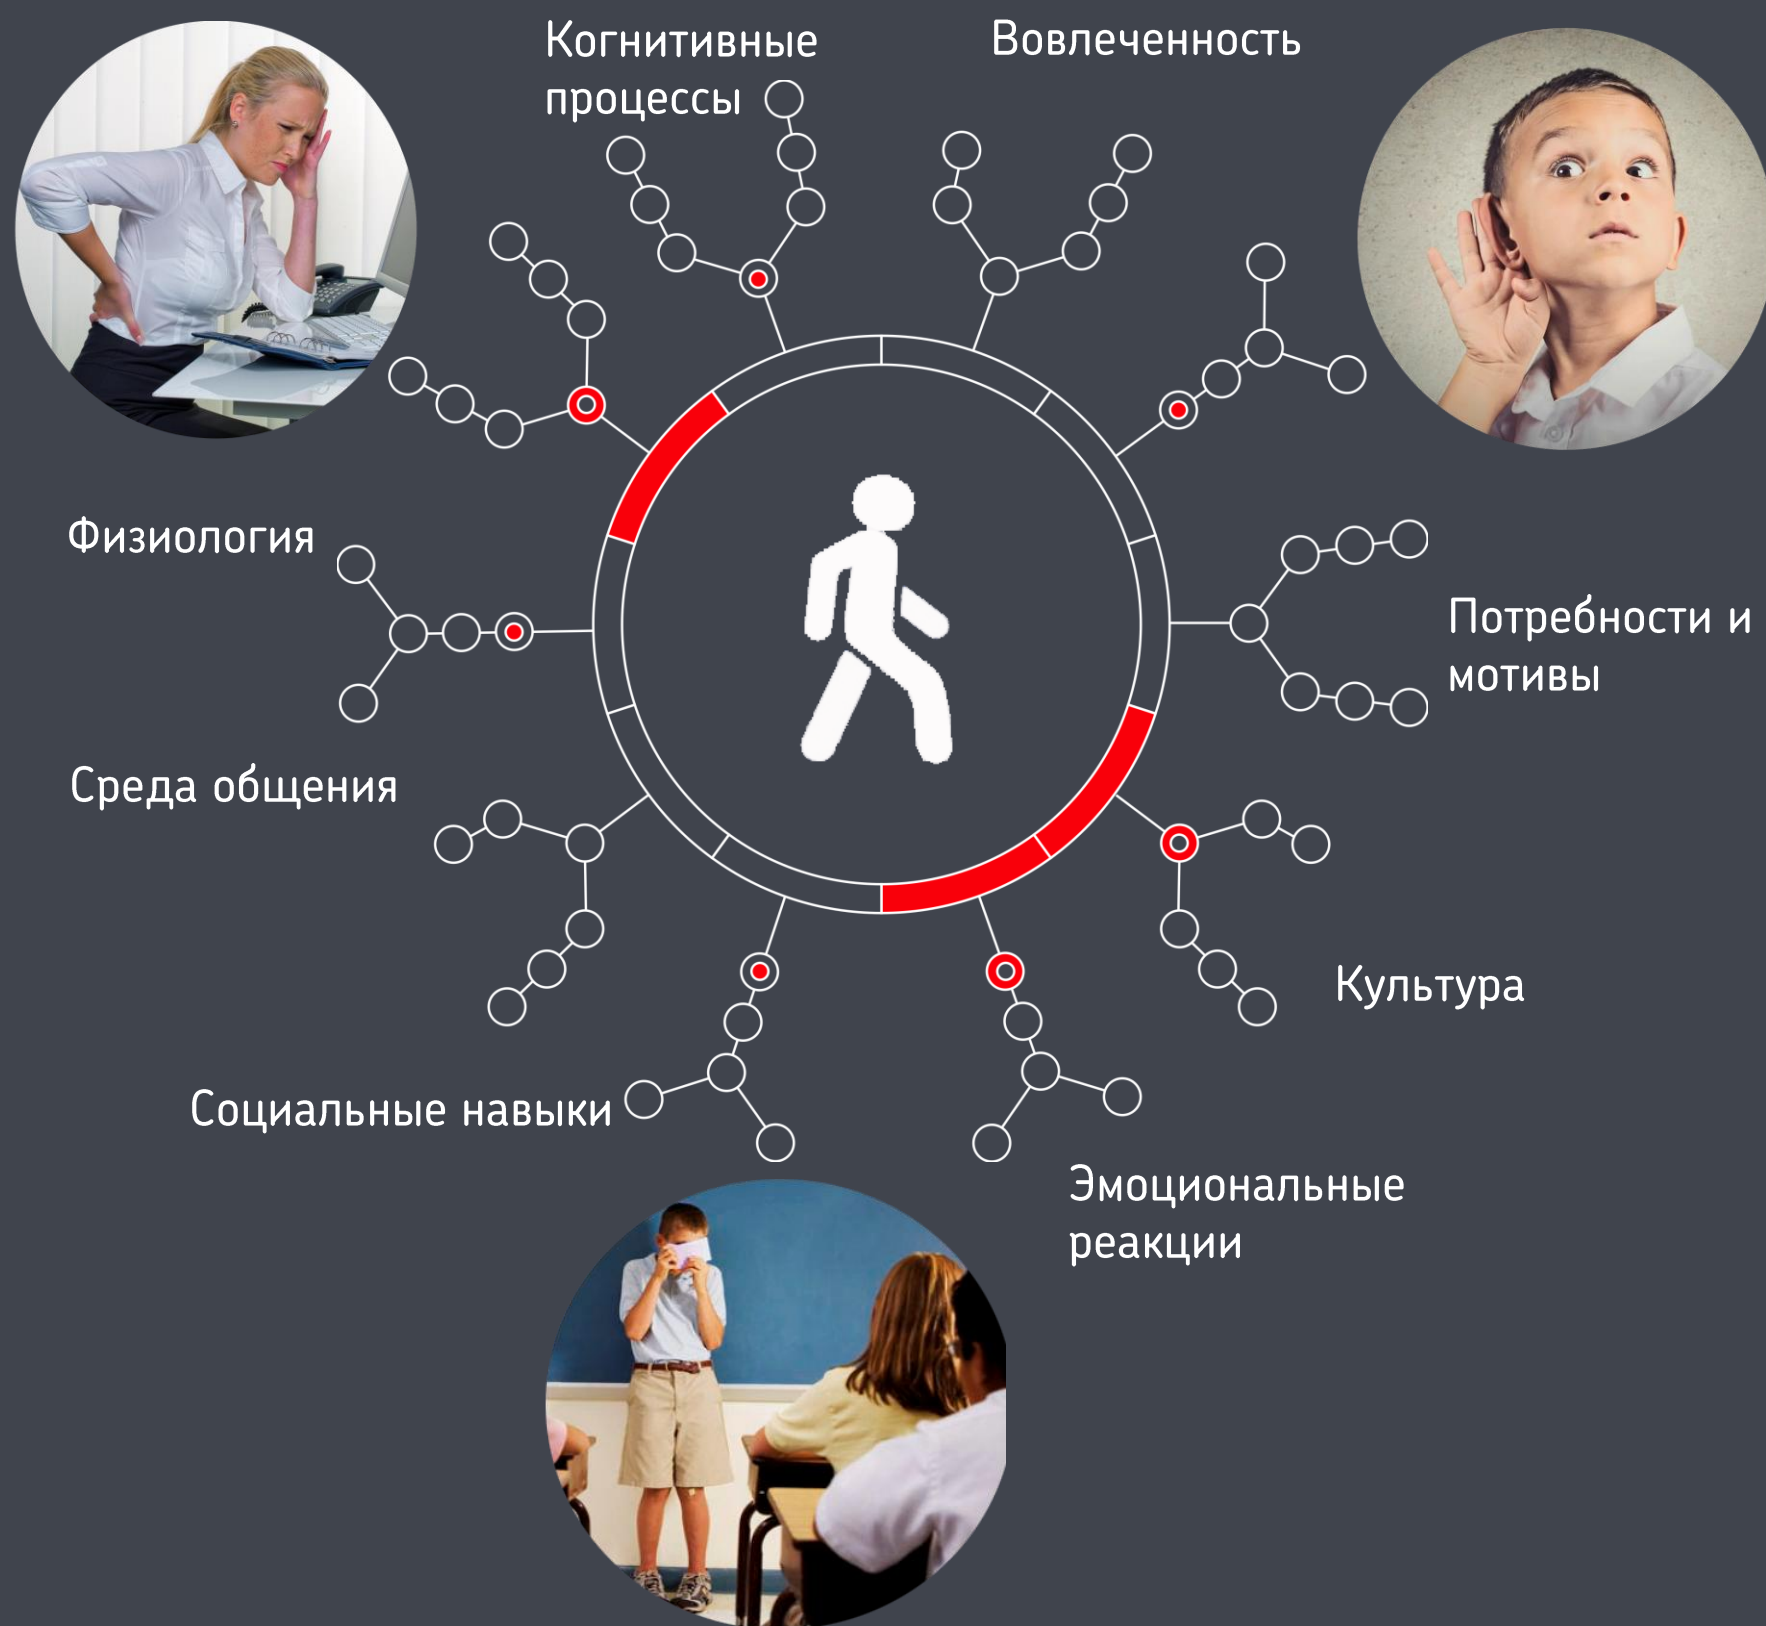 Когнитивные
процессы
Вовлеченность
Физиология
Потребности и
мотивы
Среда общения
Культура
Социальные навыки
Эмоциональные
реакции